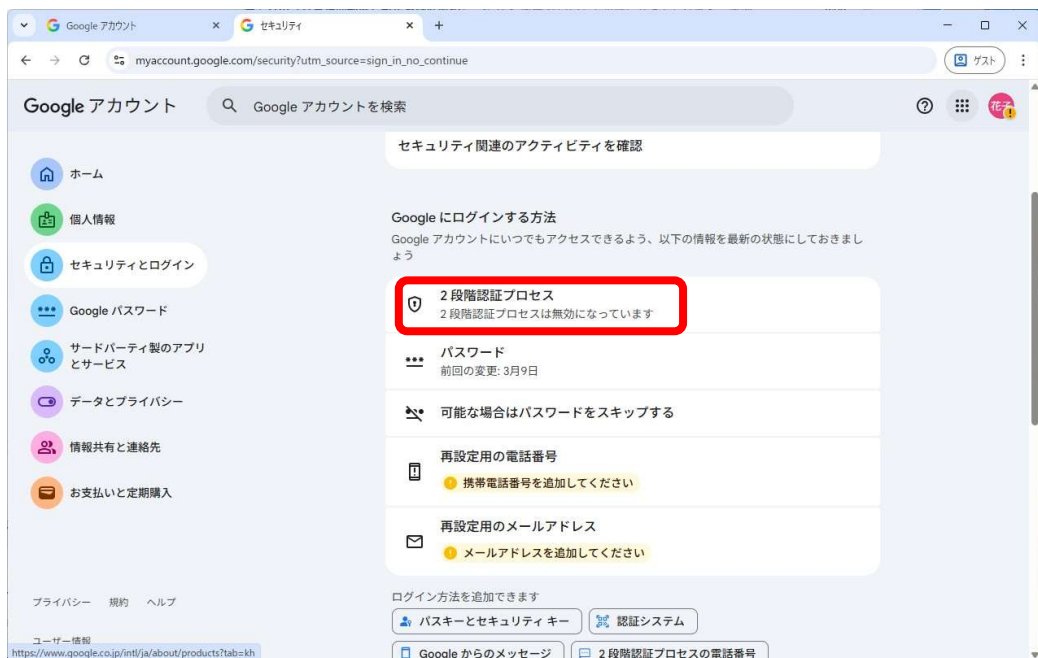 Google アカウント
セキュリティ
myaccount.google.com/security?utm_source=sign_in_no_continue
ゲスト
Google アカウント
Google アカウントを検索
花子
セキュリティ関連のアクティビティを確認
ホーム
個人情報
セキュリティとログイン
Google パスワード
サードパーティ製のアプリ
とサービス
データとプライバシー
情報共有と連絡先
お支払いと定期購入
Google にログインする方法
Google アカウントにいつでもアクセスできるよう、以下の情報を最新の状態にしておきまし
ょう
2 段階認証プロセス
2 段階認証プロセスは無効になっています
パスワード
前回の変更: 3月9日
可能な場合はパスワードをスキップする
再設定用の電話番号
携帯電話番号を追加してください
再設定用のメールアドレス
メールアドレスを追加してください
ログイン方法を追加できます
パスキーとセキュリティ キー
認証システム
Google からのメッセージ
2 段階認証プロセスの電話番号
プライバシー 規約 ヘルプ
ユーザー情報
https://www.google.co.jp/intl/ja/about/products?tab=kh